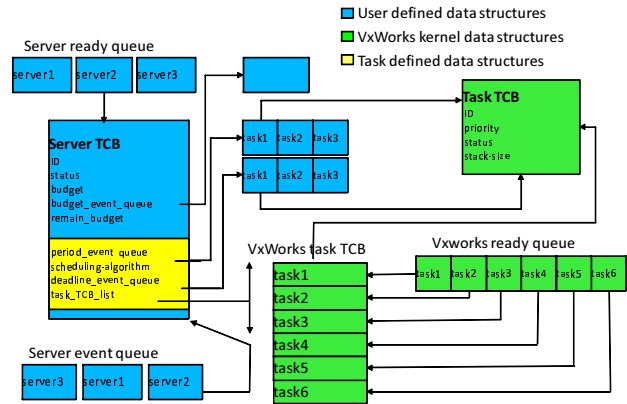 User defined data structures
VxWorks kernel data structures
Task defined data structures
Server ready queue
server1 server2 server3
Server TCB
ID
status
budget
budget_event_queue
remain_budget
period_event queue
scheduling-algorithm
deadline_event_queue
task_TCB_list
task1 task2 task3
task1 task2 task3
Task TCB
ID
priority
status
stack-size
VxWorks task TCB
task1
task2
task3
task4
task5
task6
Vxworks ready queue
task1 task2 task3 task4 task5 task6
Server event queue
server3 server1 server2